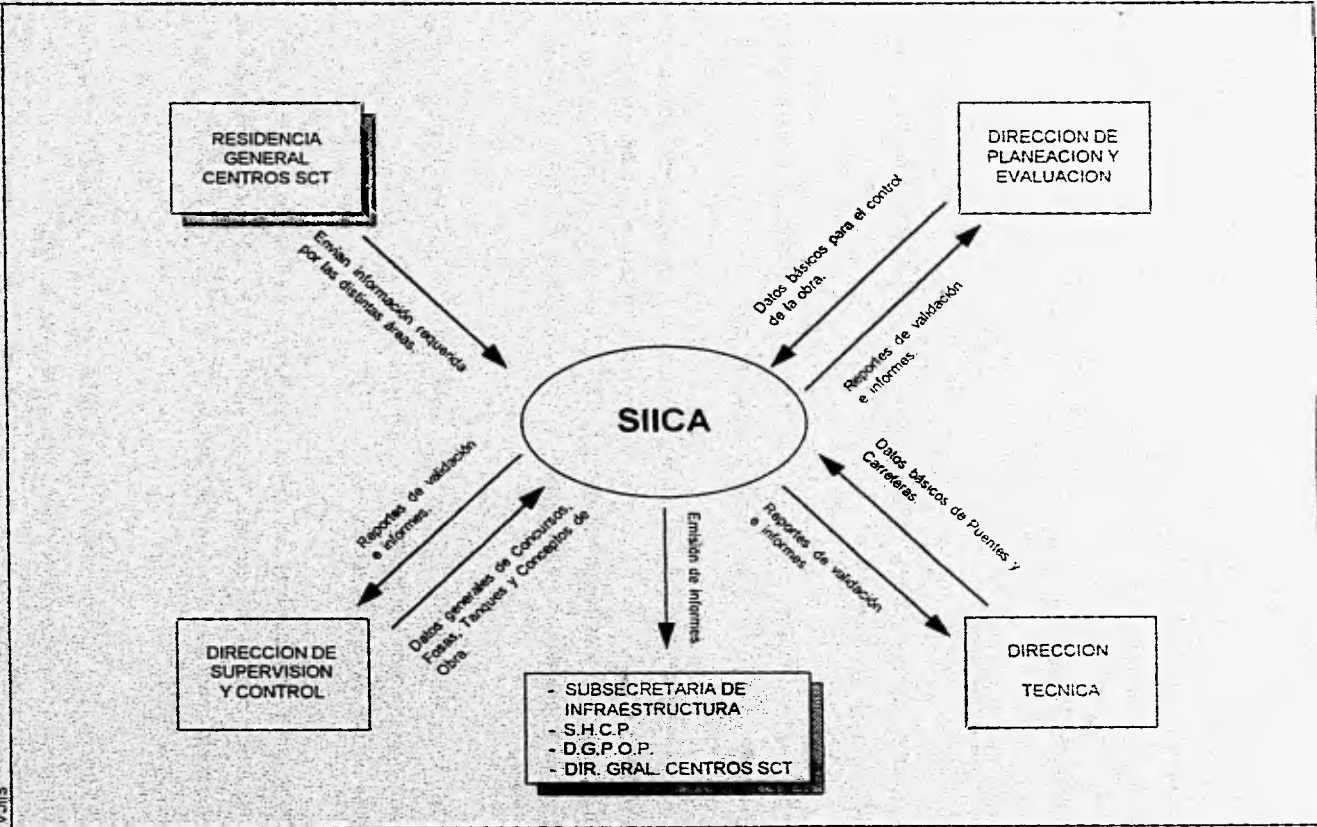 RESIDENCIA
GENERAL
CENTROS SCT
DIRECCION DE
PLANEACION Y
EVALUACION
Envían información requerida
por las distintas áreas.
Datos básicos para el control
de la obra.
Reportes de validación
e informes.
SIICA
Reportes de validación
e informes.
Datos generales de Concursos,
Fosas, Tanques y Conceptos de
Obra.
Emisión de Informes
Reportes de validación
e informes.
Datos básicos de Puentes y
Carreteras.
DIRECCION DE
SUPERVISION
Y CONTROL
- SUBSECRETARIA DE
INFRAESTRUCTURA
- S.H.C.P.
- D.G.P.O.P.
- DIR. GRAL. CENTROS SCT
DIRECCION
TECNICA
SIICA